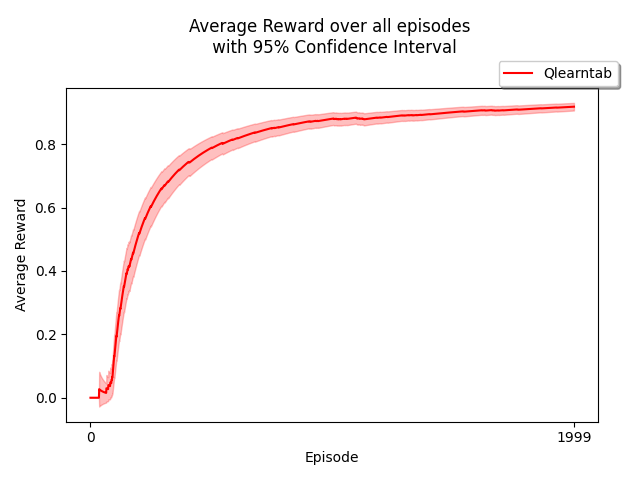 Average Reward over all episodes
with 95% Confidence Interval
Qlearntab
0.8
0.6
0.4
0.2
0.0
Average Reward
0
1999
Episode